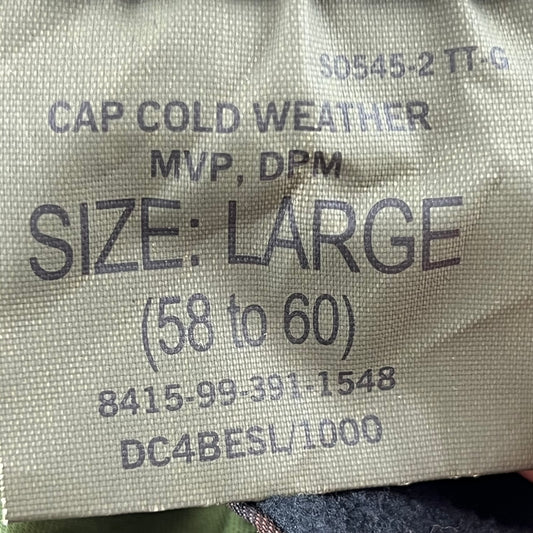 S0545-2 TT-G
CAP COLD WEATHER
MVP, DPM
SIZE: LARGE
(58 to 60)
8415-99-391-1548
DC4BESL/1000